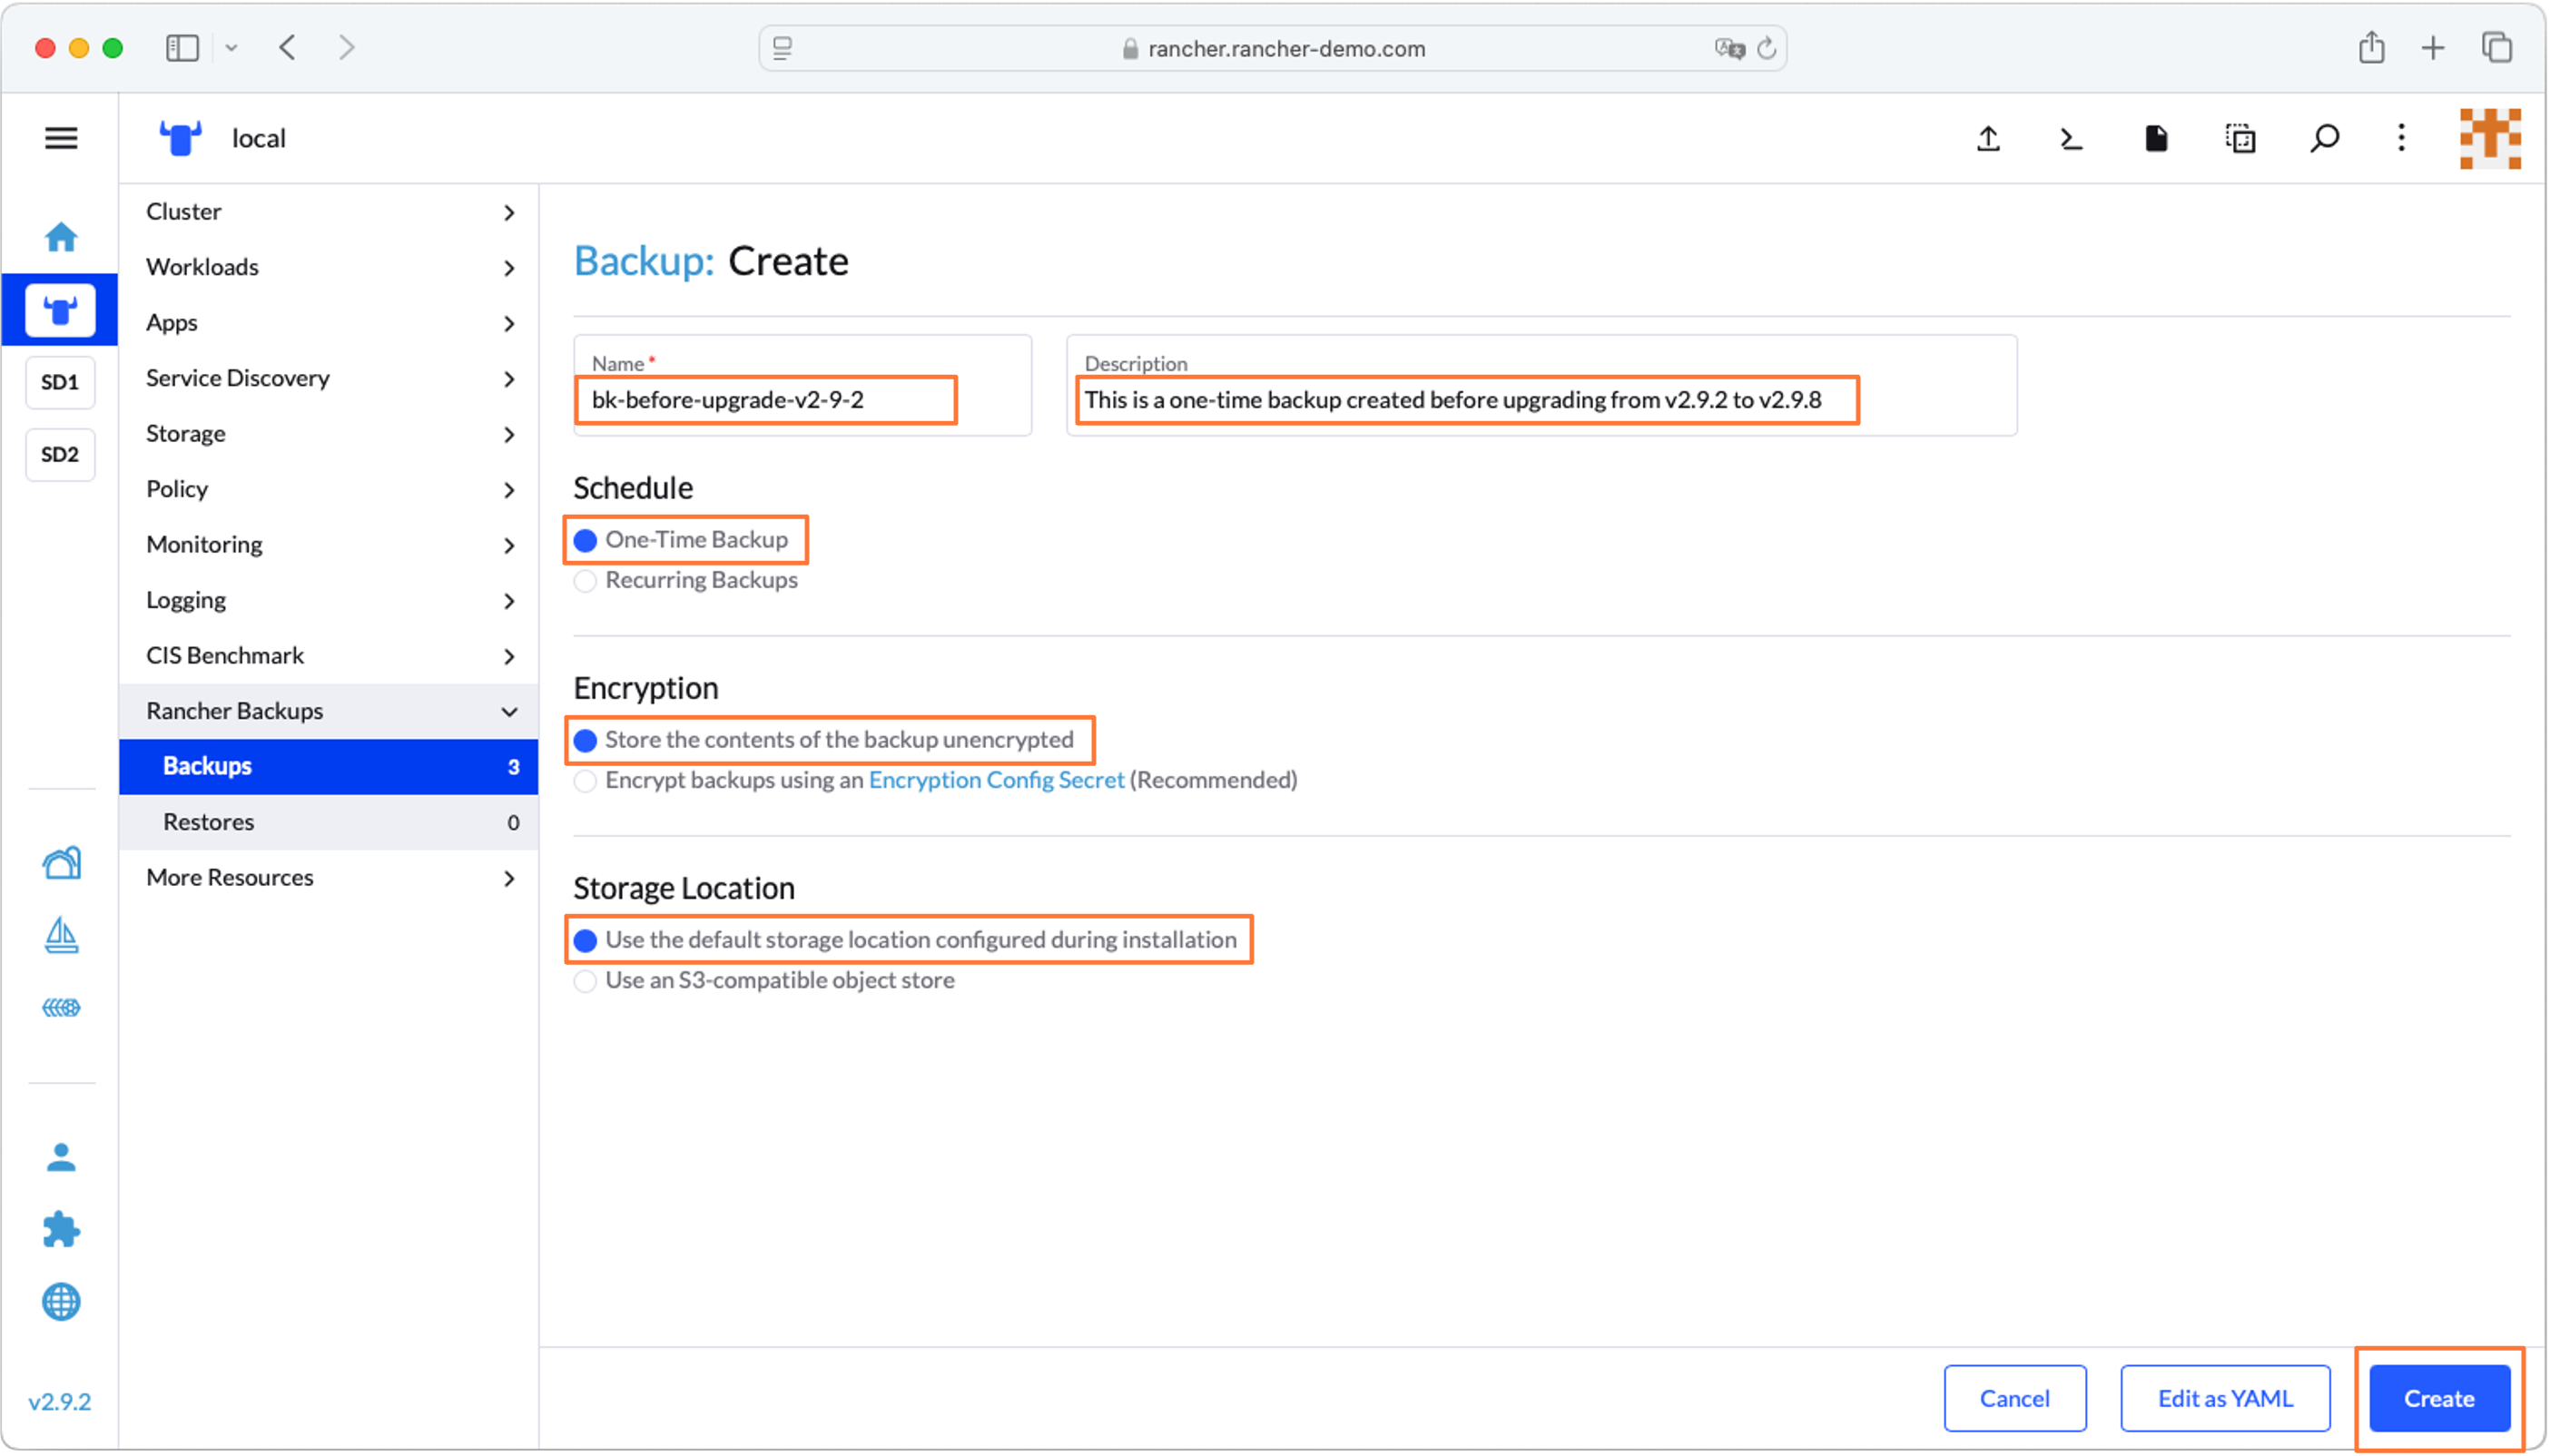 rancher.rancher-demo.com
local
SD1
SD2
v2.9.2
Cluster
Workloads
Apps
Service Discovery
Storage
Policy
Monitoring
Logging
CIS Benchmark
Rancher Backups
Backups 3
Restores 0
More Resources
Backup: Create
Name *
bk-before-upgrade-v2-9-2
Description
This is a one-time backup created before upgrading from v2.9.2 to v2.9.8
Schedule
One-Time Backup
Recurring Backups
Encryption
Store the contents of the backup unencrypted
Encrypt backups using an Encryption Config Secret (Recommended)
Storage Location
Use the default storage location configured during installation
Use an S3-compatible object store
Cancel
Edit as YAML
Create